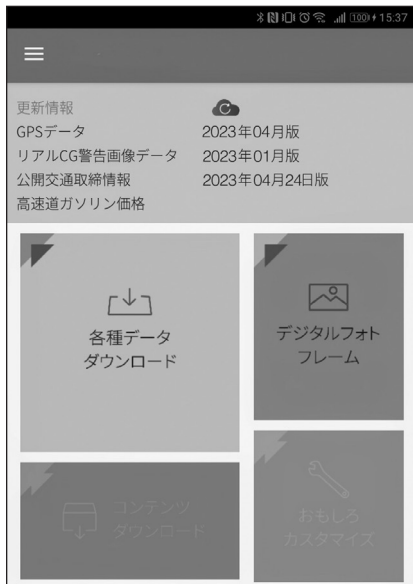 100 15:37
更新情報
GPSデータ 2023年04月版
リアルCG警告画像データ 2023年01月版
公開交通取締情報 2023年04月24日版
高速道ガソリン価格
各種データ
ダウンロード
デジタルフォト
フレーム
コンテンツ
ダウンロード
おもしろ
カスタマイズ